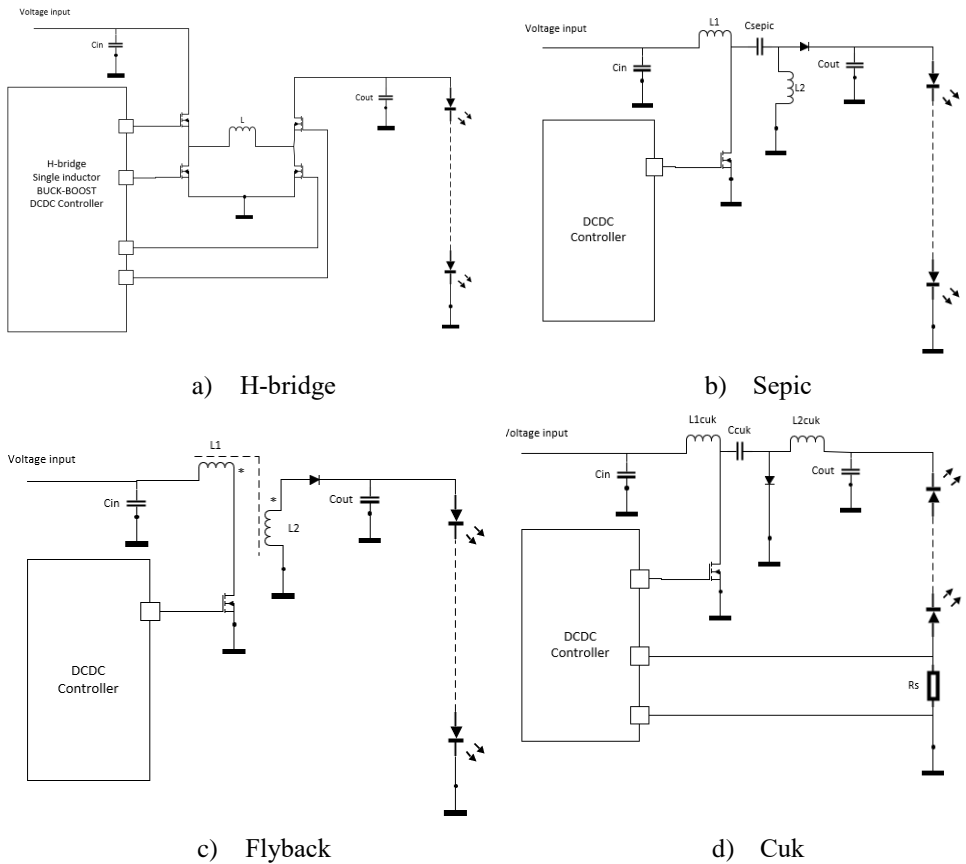 Voltage input
Cin
H-bridge
Single inductor
BUCK-BOOST
DCDC Controller
L
Cout
a) H-bridge
Voltage input
Cin
L1
Csepic
L2
Cout
DCDC
Controller
b) Sepic
Voltage input
Cin
L1
*
*
L2
Cout
DCDC
Controller
c) Flyback
/oltage input
Cin
L1cuk
Ccuk
L2cuk
Cout
DCDC
Controller
Rs
d) Cuk